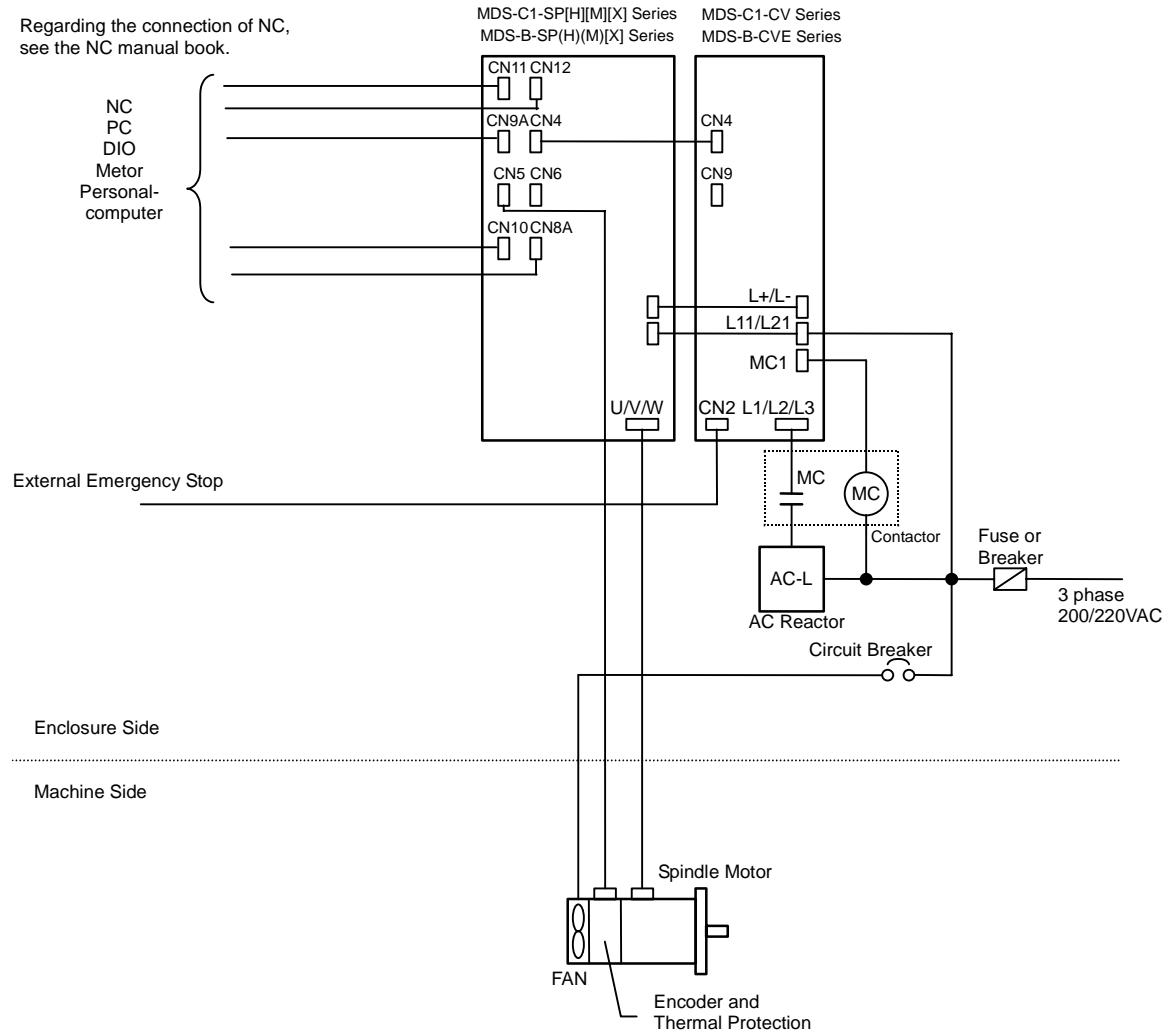 Regarding the connection of NC,
see the NC manual book.
MDS-C1-SP[H][M][X] Series
MDS-B-SP(H)(M)[X] Series
MDS-C1-CV Series
MDS-B-CVE Series
CN11 CN12
NC
PC
DIO
Metor
Personal-
computer
CN9A CN4
CN4
CN5 CN6
CN9
CN10 CN8A
L+/L-
L11/L21
MC1
U/V/W
CN2 L1/L2/L3
External Emergency Stop
MC
MC
Contactor
Fuse or
Breaker
AC-L
AC Reactor
3 phase
200/220VAC
Circuit Breaker
Enclosure Side
Machine Side
Spindle Motor
FAN
Encoder and
Thermal Protection